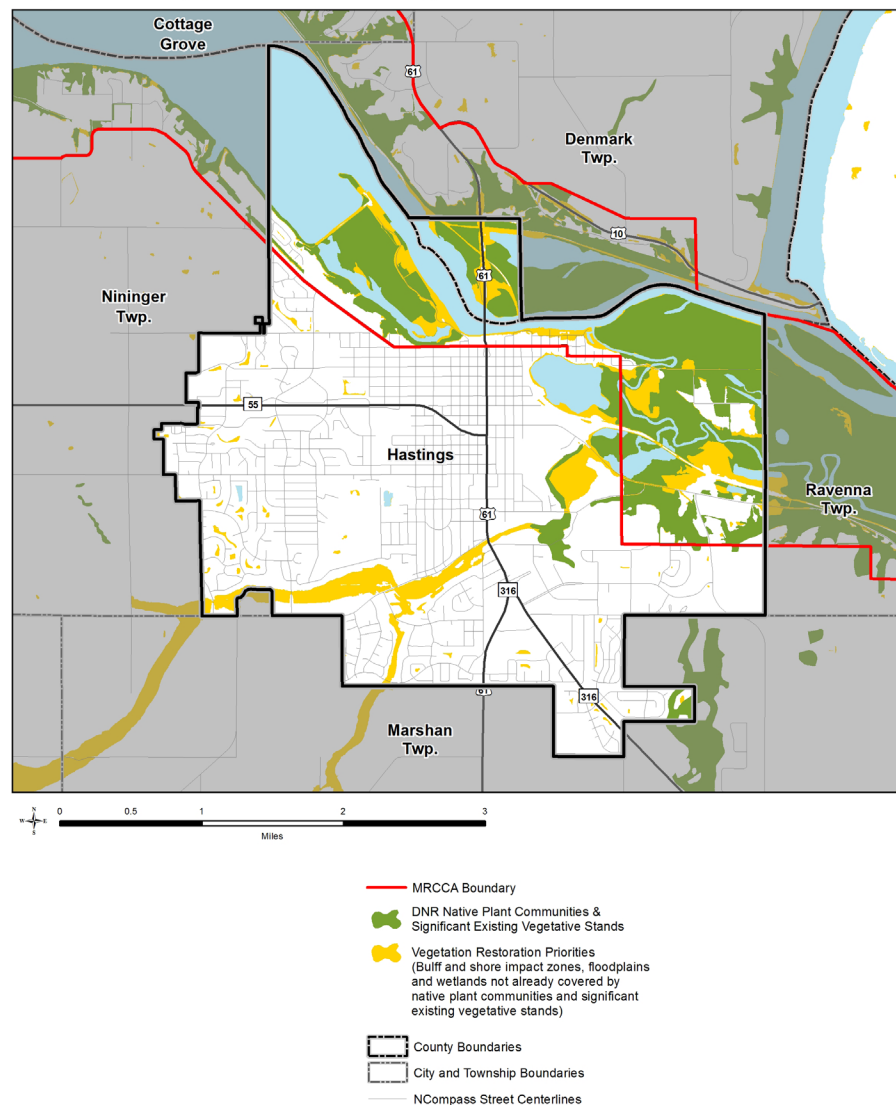 Cottage
Grove
61
Denmark
Twp.
10
61
Nininger
Twp.
55
Hastings
Ravenna
Twp.
61
316
61
316
Marshan
Twp.
N
W
E
S
0
0.5
1
2
3
Miles
MRCCA Boundary
DNR Native Plant Communities &
Significant Existing Vegetative Stands
Vegetation Restoration Priorities
(Bulff and shore impact zones, floodplains
and wetlands not already covered by
native plant communities and significant
existing vegetative stands)
County Boundaries
City and Township Boundaries
NCompass Street Centerlines